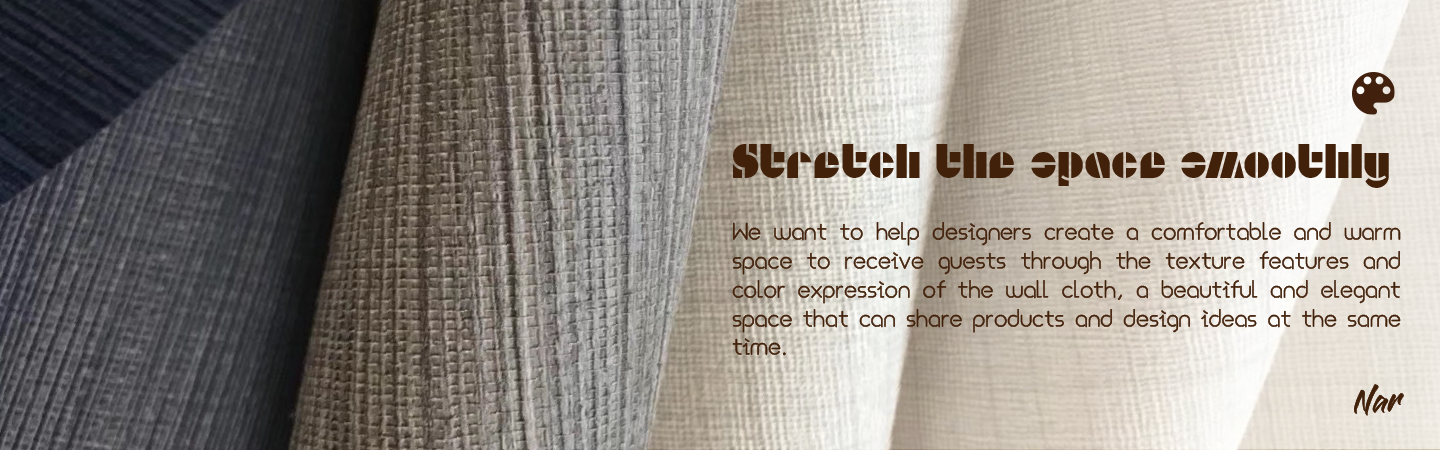 Stretch the space smoothly
We want to help designers create a comfortable and warm
space to receive guests through the texture features and
color expression of the wall cloth, a beautiful and elegant
space that can share products and design ideas at the same
time.
Nar